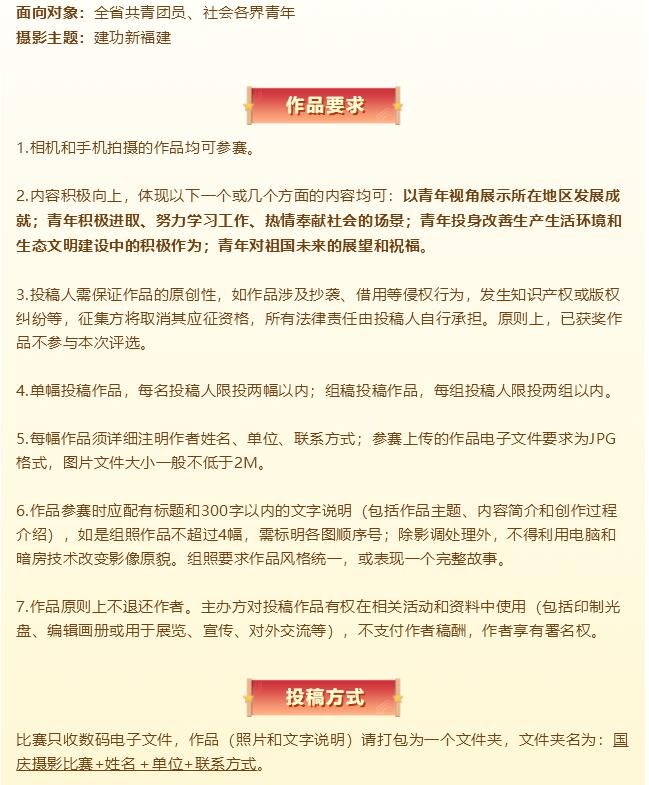 面向对象：全省共青团员、社会各界青年
摄影主题：建功新福建
作品要求
1.相机和手机拍摄的作品均可参赛。
2.内容积极向上，体现以下一个或几个方面的内容均可：以青年视角展示所在地区发展成
就；青年积极进取、努力学习工作、热情奉献社会的场景；青年投身改善生产生活环境和
生态文明建设中的积极作为；青年对祖国未来的展望和祝福。
3.投稿人需保证作品的原创性，如作品涉及抄袭、借用等侵权行为，发生知识产权或版权
纠纷等，征集方将取消其应征资格，所有法律责任由投稿人自行承担。原则上，已获奖作
品不参与本次评选。
4.单幅投稿作品，每名投稿人限投两幅以内；组稿投稿作品，每组投稿人限投两组以内。
5.每幅作品须详细注明作者姓名、单位、联系方式；参赛上传的作品电子文件要求为JPG
格式，图片文件大小一般不低于2M。
6.作品参赛时应配有标题和300字以内的文字说明（包括作品主题、内容简介和创作过程
介绍），如是组照作品不超过4幅，需标明各图顺序号；除影调处理外，不得利用电脑和
暗房技术改变影像原貌。组照要求作品风格统一，或表现一个完整故事。
7.作品原则上不退还作者。主办方对投稿作品有权在相关活动和资料中使用（包括印制光
盘、编辑画册或用于展览、宣传、对外交流等），不支付作者稿酬，作者享有署名权。
投稿方式
比赛只收数码电子文件，作品（照片和文字说明）请打包为一个文件夹，文件夹名为：国
庆摄影比赛+姓名＋单位+联系方式。